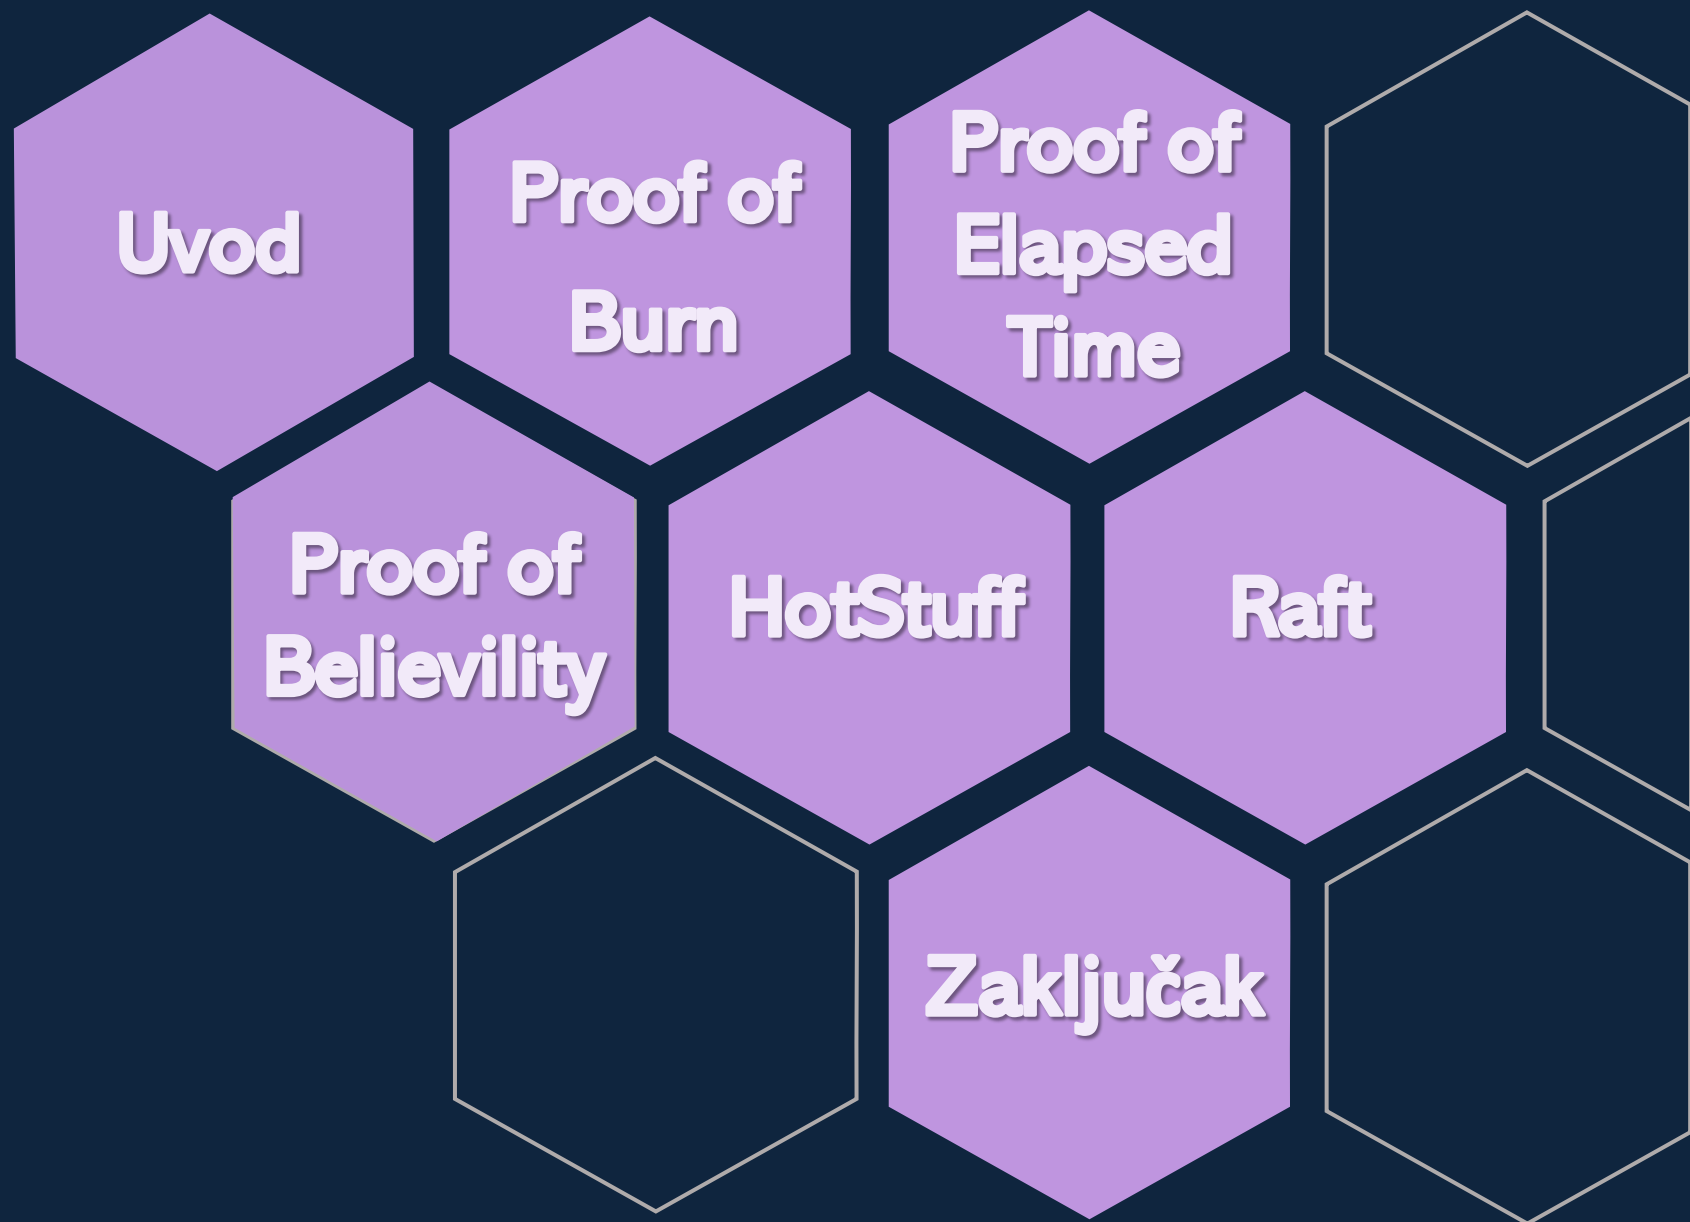 Uvod
Proof of
Burn
Proof of
Elapsed
Time
Proof of
Believility
HotStuff
Raft
Zaključak